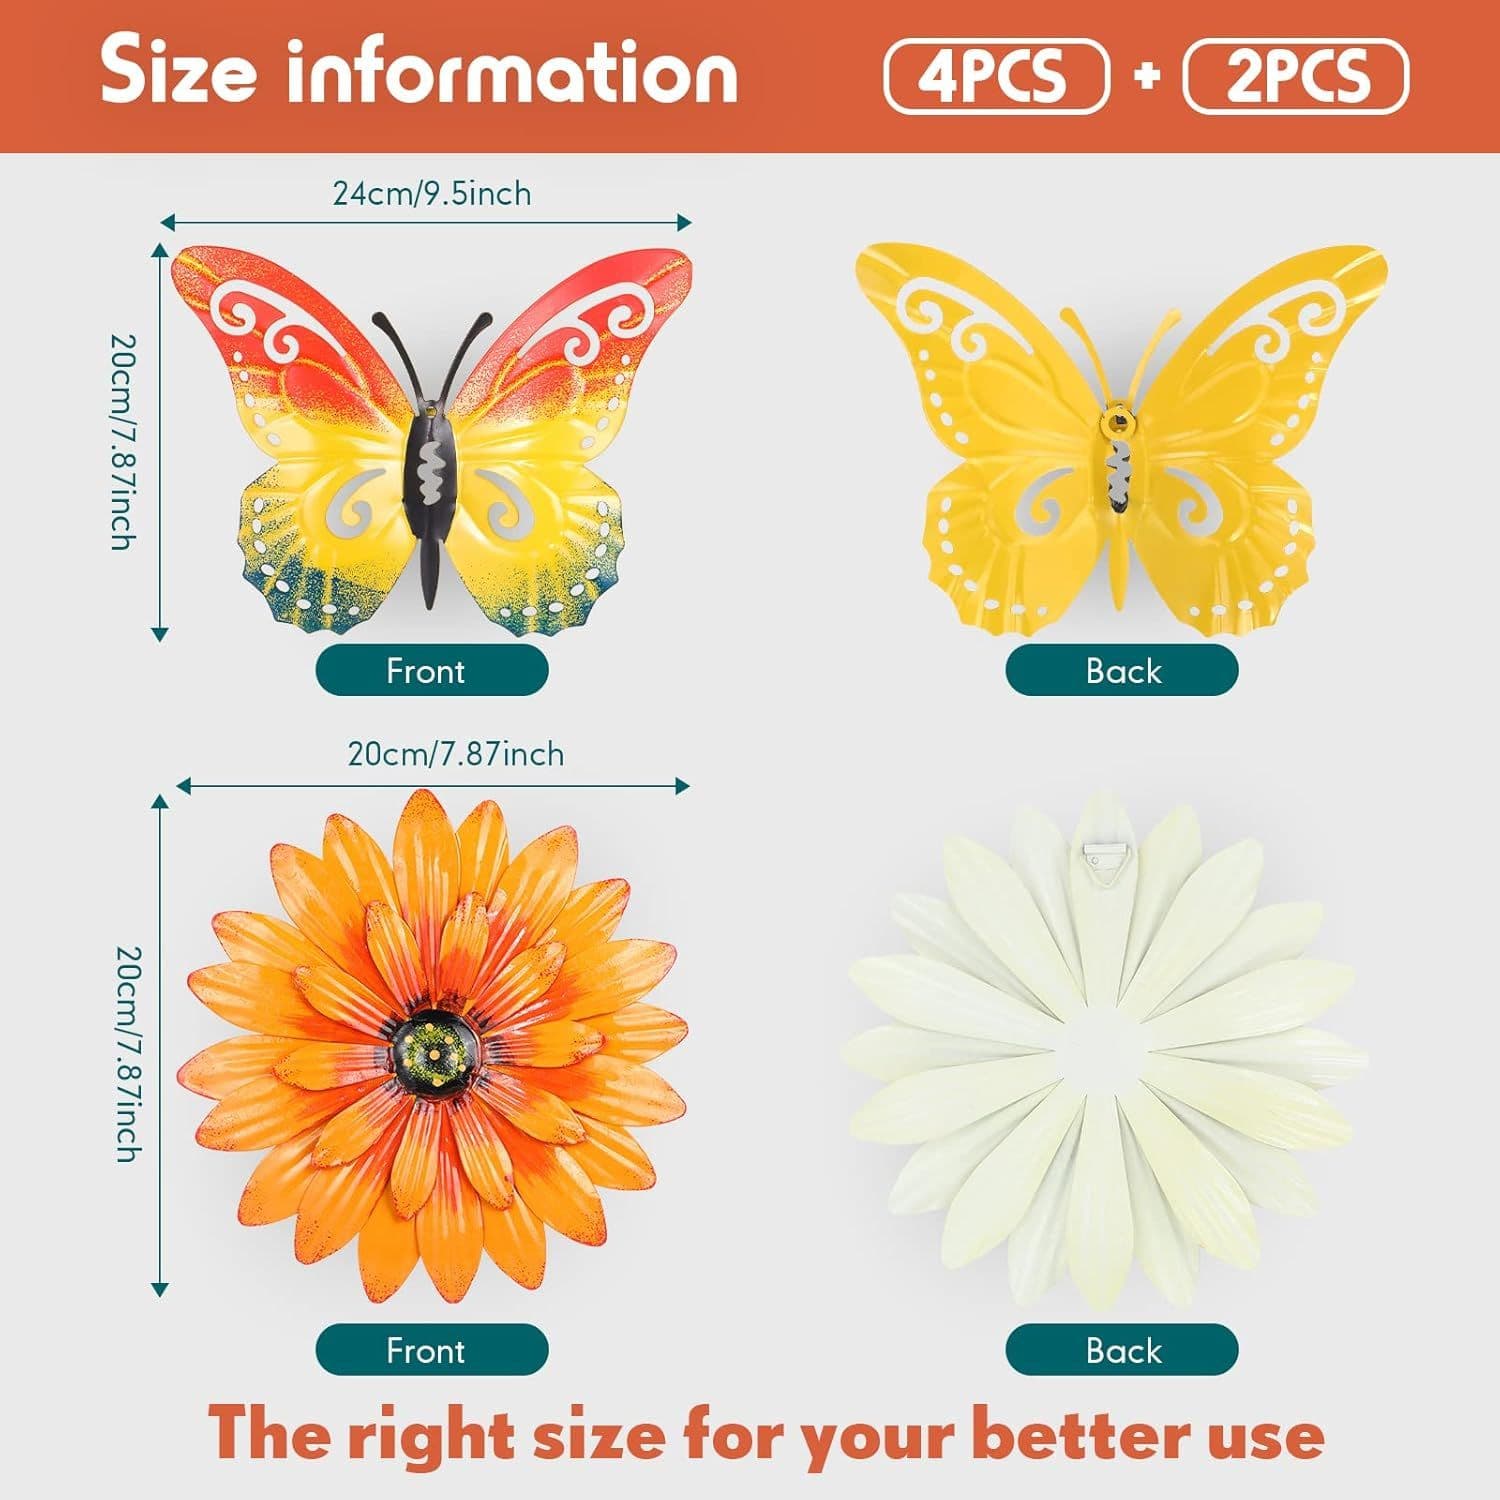 Size information
4PCS + 2PCS
24cm/9.5inch
20cm/7.87inch
Front
Back
20cm/7.87inch
20cm/7.87inch
Front
Back
The right size for your better use